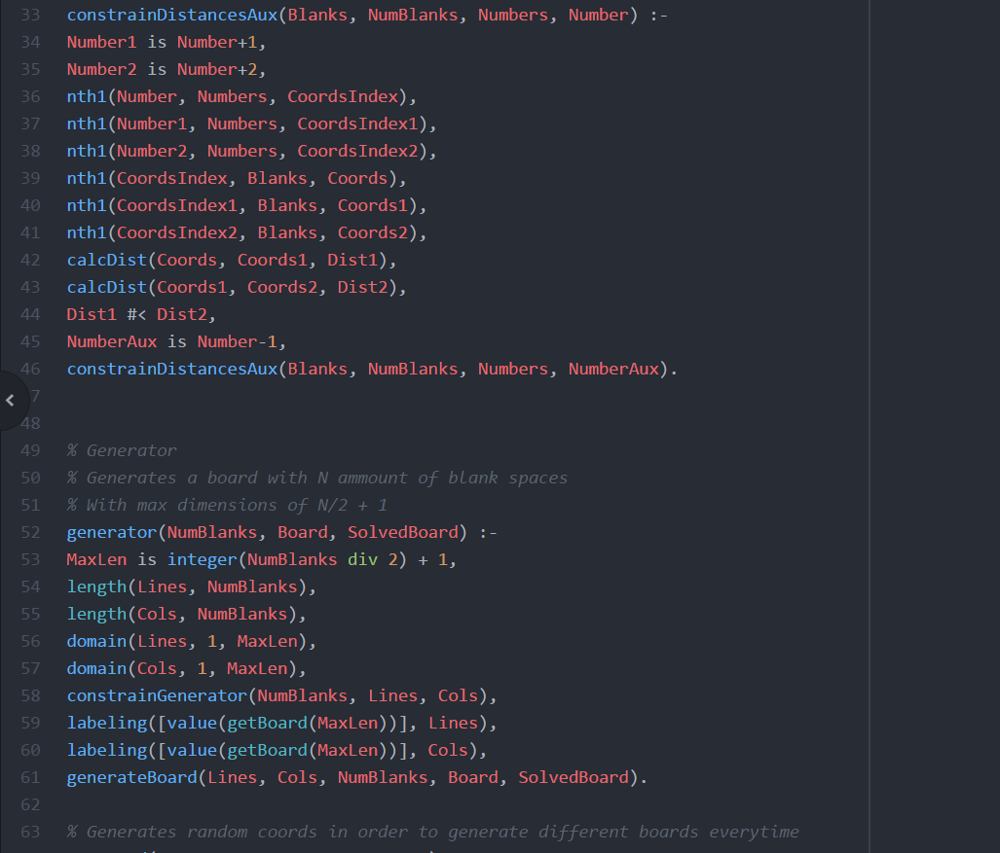 33 constrainDistancesAux(Blanks, NumBlanks, Numbers, Number) :-
34 Number1 is Number+1,
35 Number2 is Number+2,
36 nth1(Number, Numbers, CoordsIndex),
37 nth1(Number1, Numbers, CoordsIndex1),
38 nth1(Number2, Numbers, CoordsIndex2),
39 nth1(CoordsIndex, Blanks, Coords),
40 nth1(CoordsIndex1, Blanks, Coords1),
41 nth1(CoordsIndex2, Blanks, Coords2),
42 calcDist(Coords, Coords1, Dist1),
43 calcDist(Coords1, Coords2, Dist2),
44 Dist1 #< Dist2,
45 NumberAux is Number-1,
46 constrainDistancesAux(Blanks, NumBlanks, Numbers, NumberAux).
7
48
49 % Generator
50 % Generates a board with N ammount of blank spaces
51 % With max dimensions of N/2 + 1
52 generator(NumBlanks, Board, SolvedBoard) :-
53 MaxLen is integer(NumBlanks div 2) + 1,
54 length(Lines, NumBlanks),
55 length(Cols, NumBlanks),
56 domain(Lines, 1, MaxLen),
57 domain(Cols, 1, MaxLen),
58 constrainGenerator(NumBlanks, Lines, Cols),
59 labeling([value(getBoard(MaxLen))], Lines),
60 labeling([value(getBoard(MaxLen))], Cols),
61 generateBoard(Lines, Cols, NumBlanks, Board, SolvedBoard).
62
63 % Generates random coords in order to generate different boards everytime